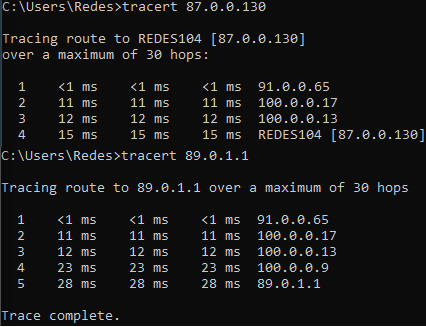 C:\Users\Redes>tracert 87.0.0.130
Tracing route to REDES104 [87.0.0.130]
over a maximum of 30 hops:
1 <1 ms <1 ms <1 ms 91.0.0.65
2 11 ms 11 ms 11 ms 100.0.0.17
3 12 ms 12 ms 12 ms 100.0.0.13
4 15 ms 15 ms 15 ms REDES104 [87.0.0.130]
C:\Users\Redes>tracert 89.0.1.1
Tracing route to 89.0.1.1 over a maximum of 30 hops
1 <1 ms <1 ms <1 ms 91.0.0.65
2 11 ms 11 ms 11 ms 100.0.0.17
3 12 ms 12 ms 12 ms 100.0.0.13
4 23 ms 23 ms 23 ms 100.0.0.9
5 28 ms 28 ms 28 ms 89.0.1.1
Trace complete.